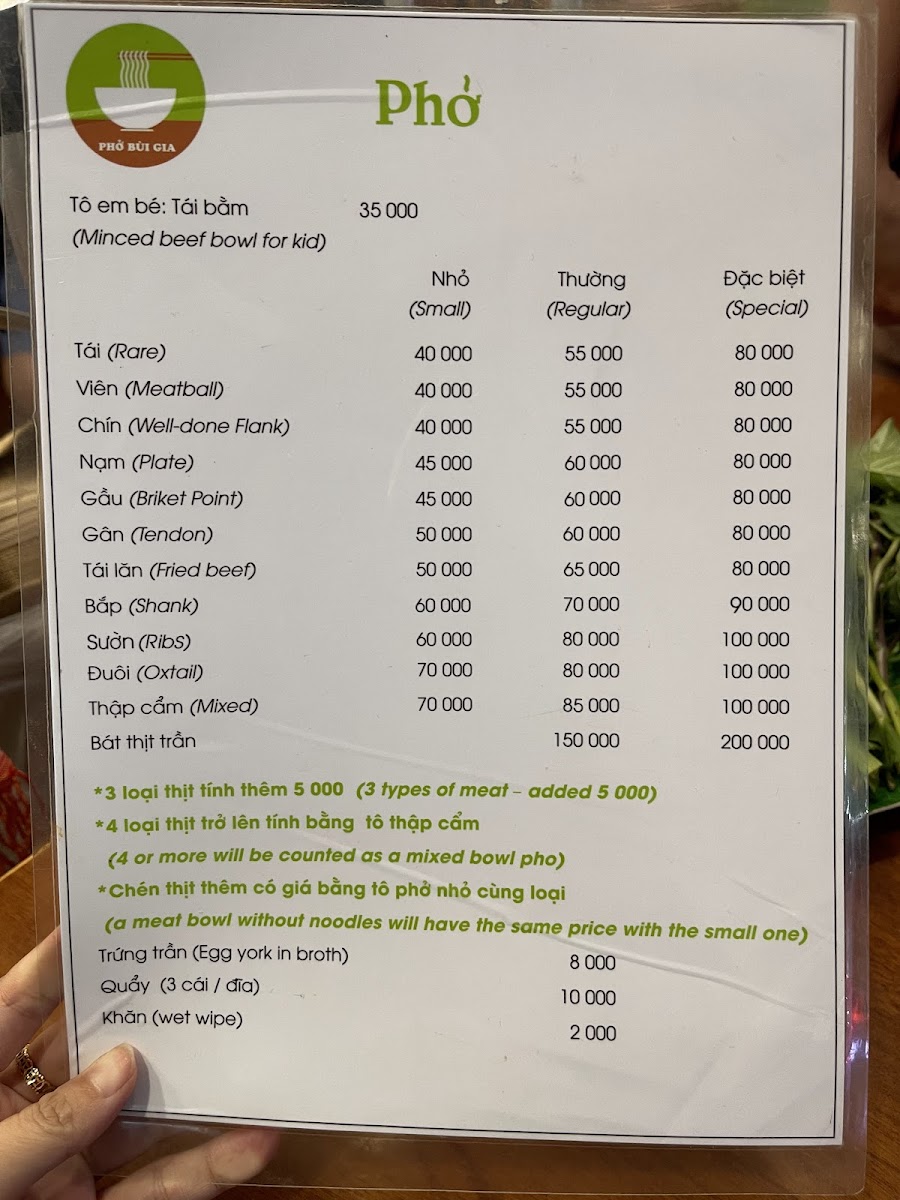 PHỞ BÙI GIA
Phở
Tô em bé: Tái bằm 35 000
(Minced beef bowl for kid)
Nhỏ Thường Đặc biệt
(Small) (Regular) (Special)
Tái (Rare) 40 000 55 000 80 000
Viên (Meatball) 40 000 55 000 80 000
Chín (Well-done Flank) 40 000 55 000 80 000
Nạm (Plate) 45 000 60 000 80 000
Gầu (Briket Point) 45 000 60 000 80 000
Gân (Tendon) 50 000 60 000 80 000
Tái lăn (Fried beef) 50 000 65 000 80 000
Bắp (Shank) 60 000 70 000 90 000
Sườn (Ribs) 60 000 80 000 100 000
Đuôi (Oxtail) 70 000 80 000 100 000
Thập cẩm (Mixed) 70 000 85 000 100 000
Bát thịt trần 150 000 200 000
*3 loại thịt tính thêm 5 000 (3 types of meat – added 5 000)
*4 loại thịt trở lên tính bằng tô thập cẩm
(4 or more will be counted as a mixed bowl pho)
*Chén thịt thêm có giá bằng tô phở nhỏ cùng loại
(a meat bowl without noodles will have the same price with the small one)
Trứng trần (Egg york in broth) 8 000
Quẩy (3 cái / đĩa) 10 000
Khăn (wet wipe) 2 000